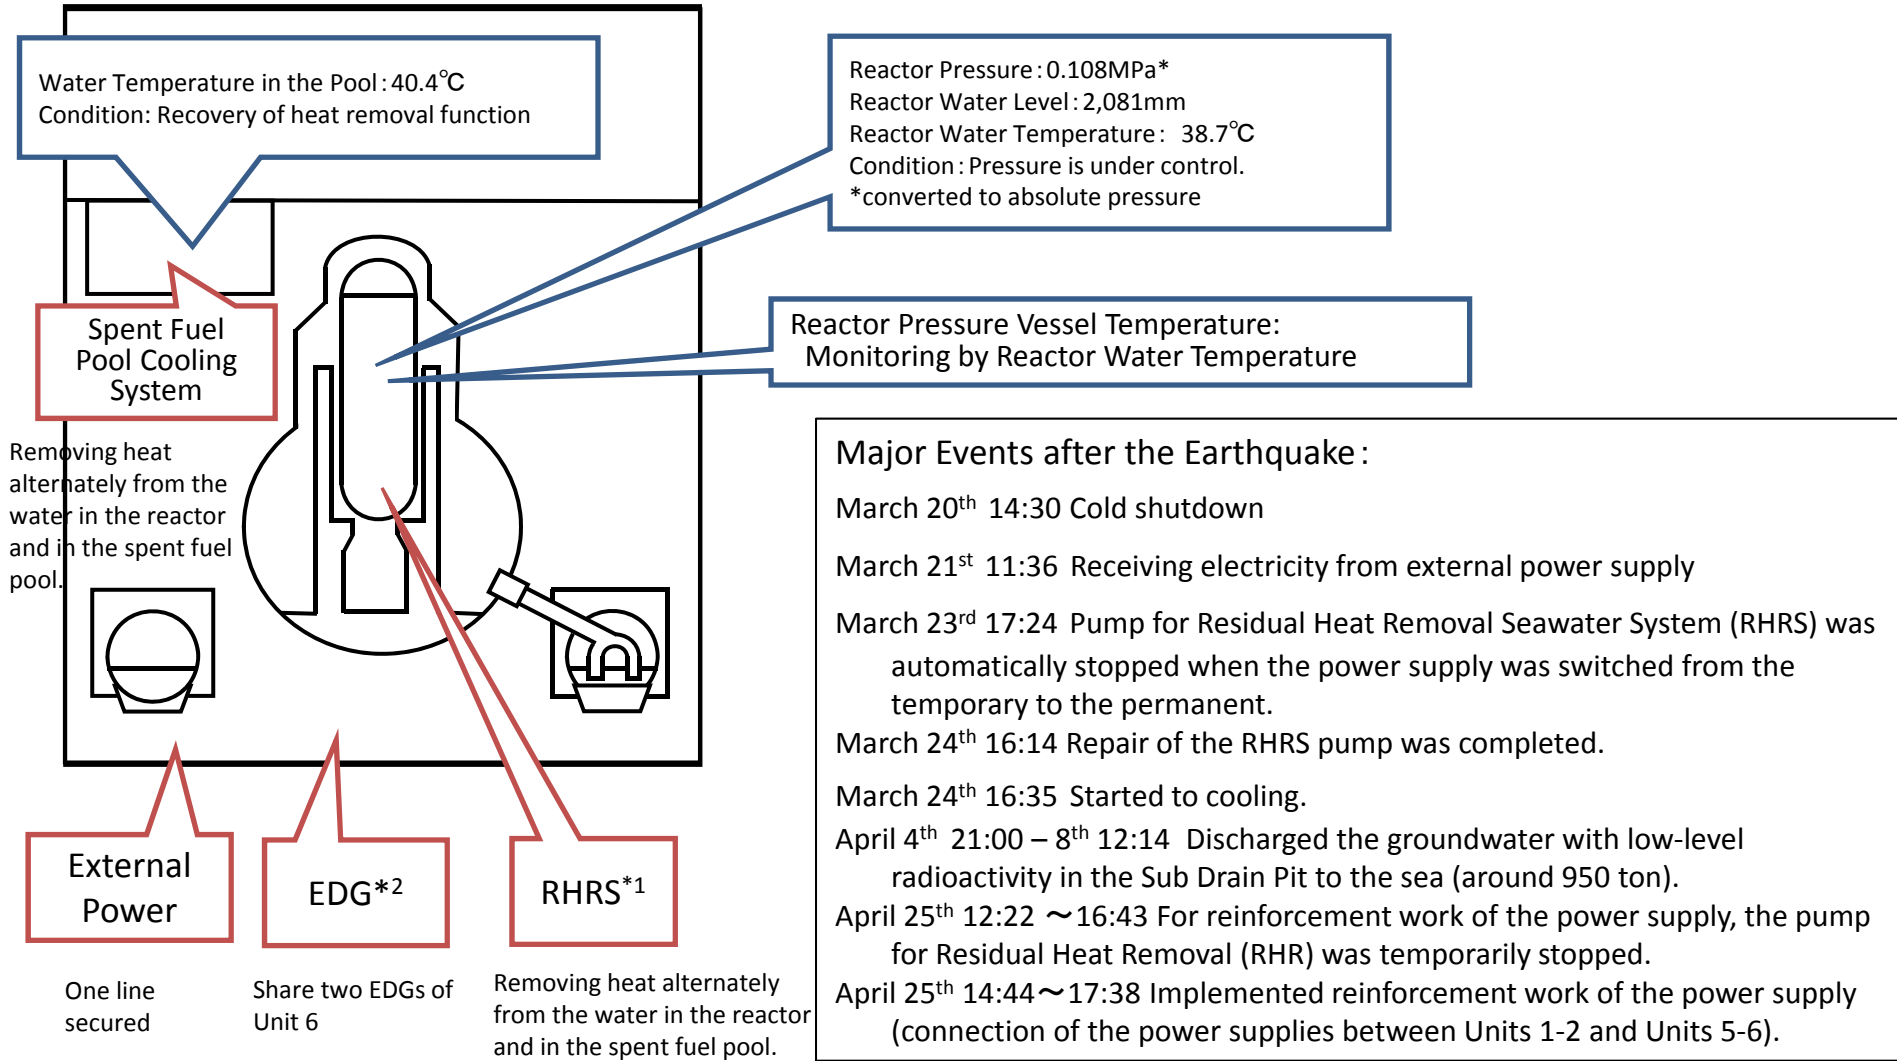 Water Temperature in the Pool:40.4℃
Condition: Recovery of heat removal function
Reactor Pressure:0.108MPa*
Reactor Water Level:2,081mm
Reactor Water Temperature: 38.7℃
Condition:Pressure is under control.
*converted to absolute pressure
Spent Fuel
Pool Cooling
System
Reactor Pressure Vessel Temperature:
Monitoring by Reactor Water Temperature
Removing heat
alternately from the
water in the reactor
and in the spent fuel
pool.
External
Power
EDG*2
RHRS*1
One line
secured
Share two EDGs of
Unit 6
Removing heat alternately
from the water in the reactor
and in the spent fuel pool.
Major Events after the Earthquake:
March 20th 14:30 Cold shutdown
March 21st 11:36 Receiving electricity from external power supply
March 23rd 17:24 Pump for Residual Heat Removal Seawater System (RHRS) was
automatically stopped when the power supply was switched from the
temporary to the permanent.
March 24th 16:14 Repair of the RHRS pump was completed.
March 24th 16:35 Started to cooling.
April 4th 21:00 – 8th 12:14 Discharged the groundwater with low-level
radioactivity in the Sub Drain Pit to the sea (around 950 ton).
April 25th 12:22 ～16:43 For reinforcement work of the power supply, the pump
for Residual Heat Removal (RHR) was temporarily stopped.
April 25th 14:44～17:38 Implemented reinforcement work of the power supply
(connection of the power supplies between Units 1-2 and Units 5-6).